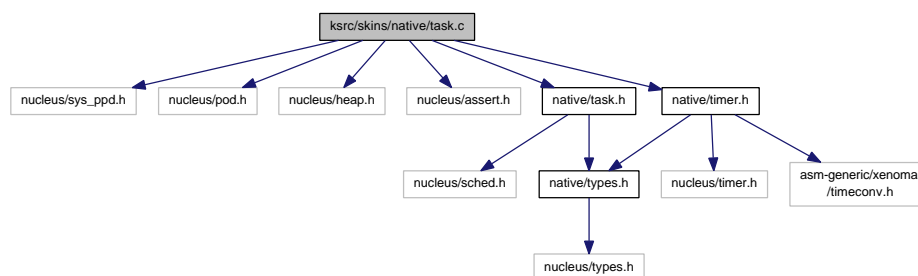 ksrc/skins/native/task.c
nucleus/sys_ppd.h
nucleus/pod.h
nucleus/heap.h
nucleus/assert.h
native/task.h
native/timer.h
nucleus/sched.h
native/types.h
nucleus/timer.h
asm-generic/xenomai
/timeconv.h
nucleus/types.h